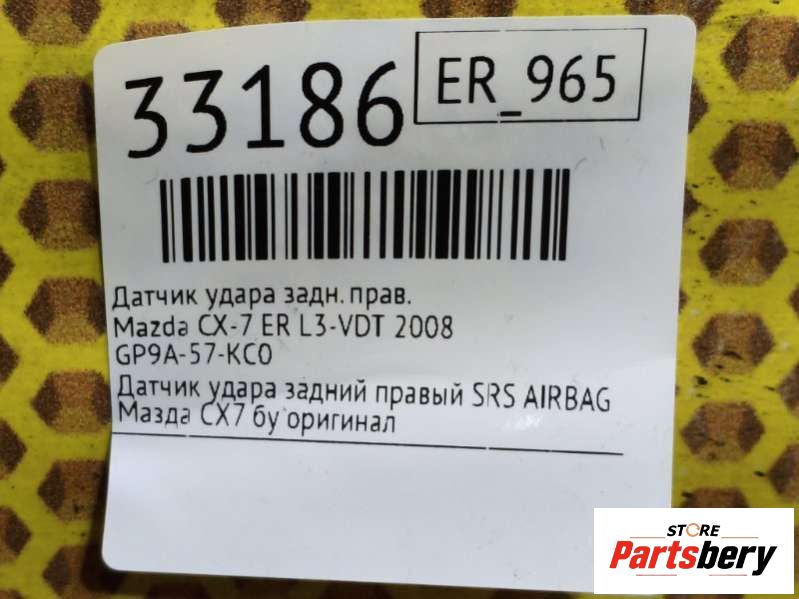 33186
ER_965
Датчик удара задн. прав.
Mazda CX-7 ER L3-VDT 2008
GP9A-57-KC0
Датчик удара задний правый SRS AIRBAG
Мазда СХ7 бу оригинал
STORE
Partsbery